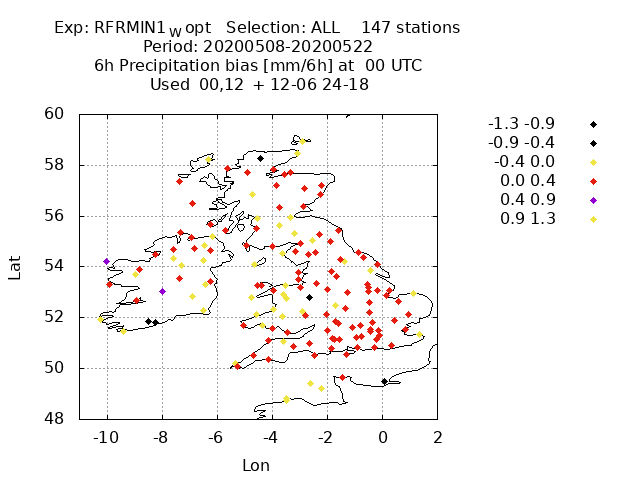 Exp: RFRMIN1_W opt Selection: ALL 147 stations
Period: 20200508-20200522
6h Precipitation bias [mm/6h] at 00 UTC
Used 00,12 + 12-06 24-18
60
58
56
54
52
50
48
-10 -8 -6 -4 -2 0 2
Lat
Lon
-1.3 -0.9
-0.9 -0.4
-0.4 0.0
0.0 0.4
0.4 0.9
0.9 1.3